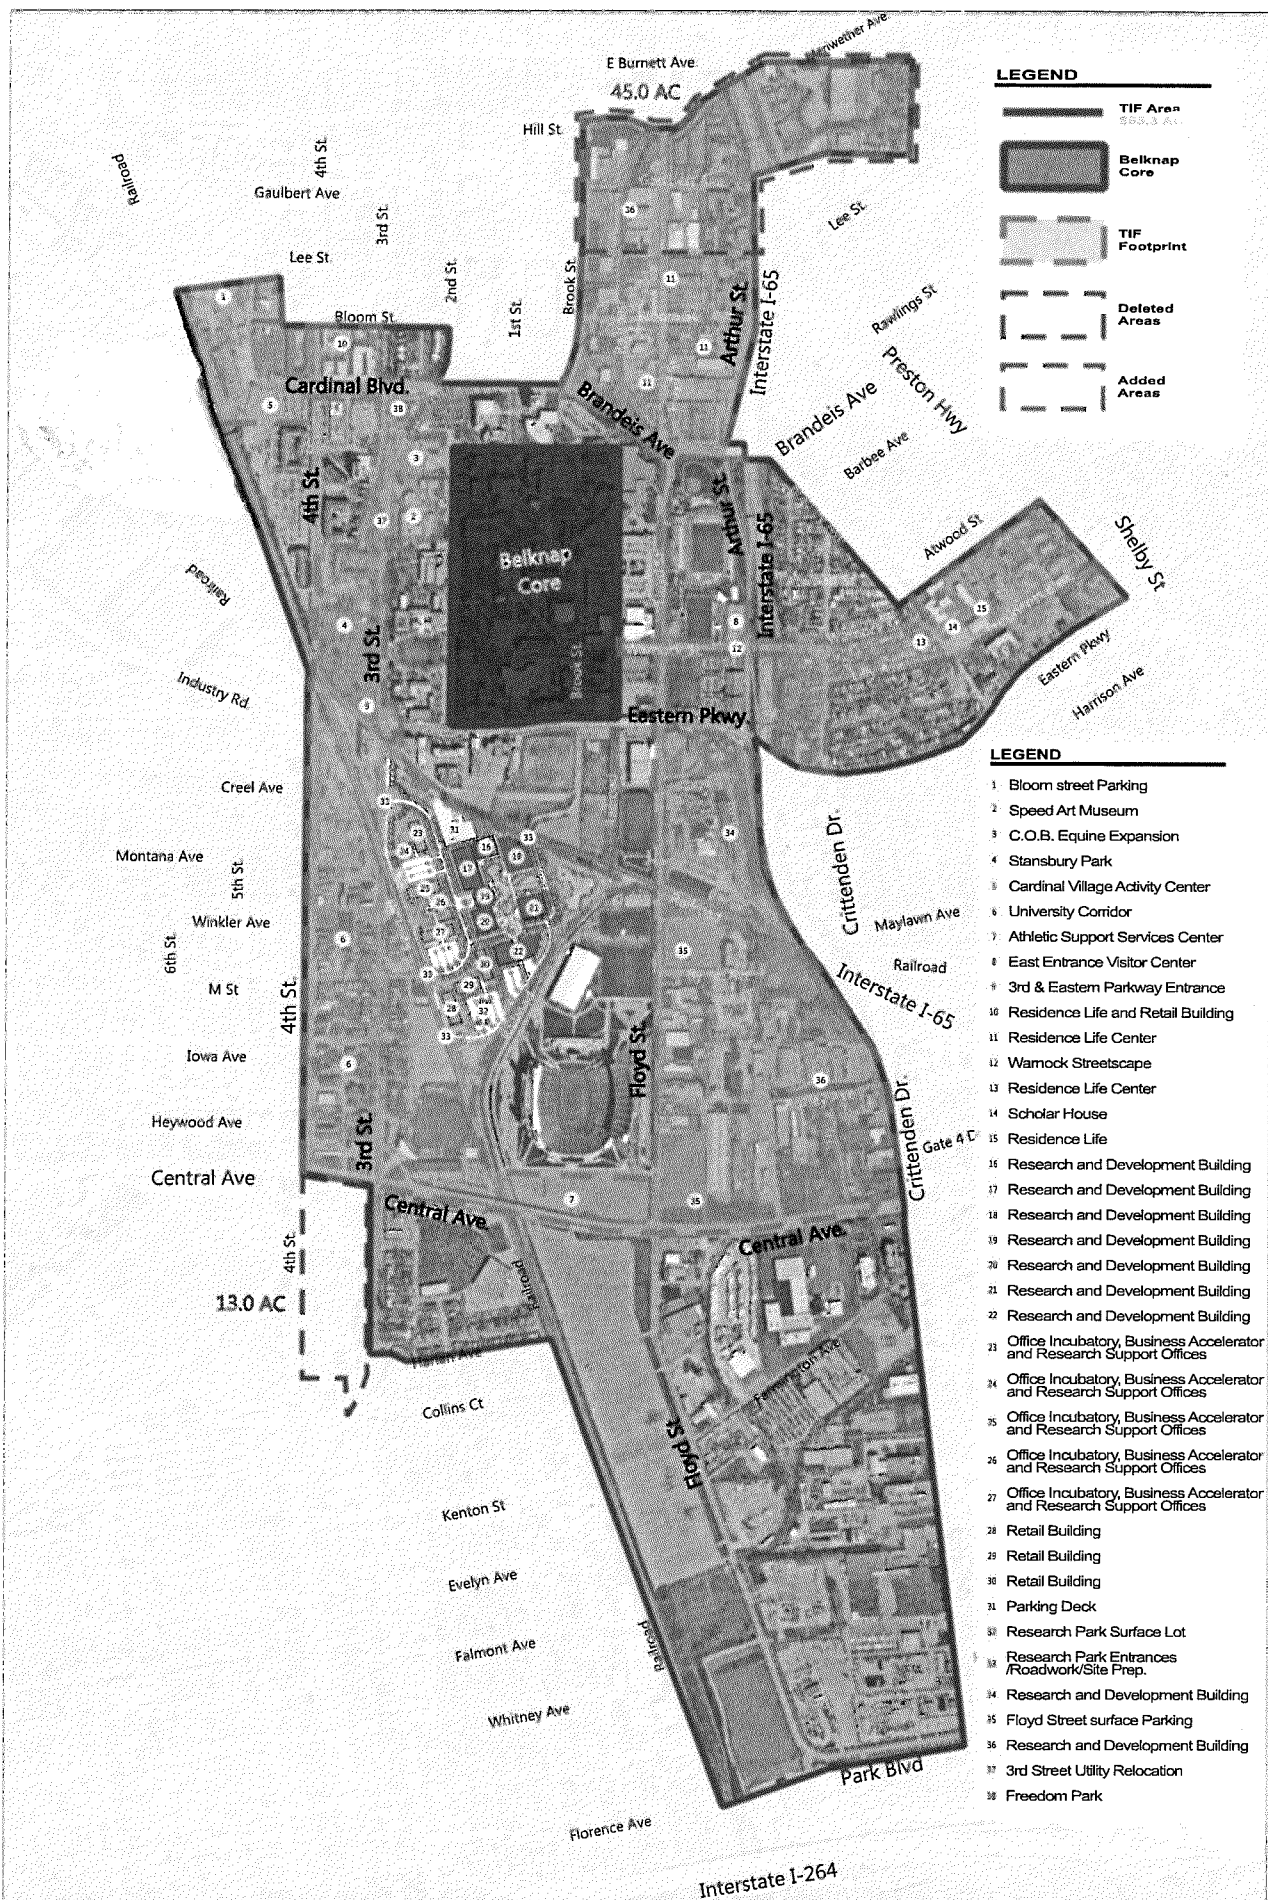 Meriwether Ave
E Burnett Ave
45.0 AC
Hill St.
LEGEND
TIF Area
Belknap
Core
TIF
Footprint
Deleted
Areas
Added
Areas
Railroad
4th St.
Gaulbert Ave
3rd St.
Lee St
2nd St.
1st St.
Brook St.
Lee St
Bloom St
Cardinal Blvd.
Arthur St.
Interstate I-65
Rawlings St
Preston Hwy
Brandeis Ave
Brandeis Ave
Barbee Ave
4th St.
Arthur St.
Interstate I-65
Atwood St
Shelby St
Belknap
Core
Railroad
3rd St.
Brook St.
Eastern Pkwy
Harrison Ave
Industry Rd.
Eastern Pkwy.
Creel Ave
Montana Ave
5th St.
Winkler Ave
6th St.
M St
4th St.
Iowa Ave
Heywood Ave
Central Ave
3rd St.
Floyd St.
Crittenden Dr.
Maylawn Ave
Railroad
Interstate I-65
Crittenden Dr.
Gate 4 D
Central Ave.
Central Ave.
4th St.
13.0 AC
Railroad
Harlan Ave
Collins Ct
Farmington Ave
Floyd St
Kenton St
Evelyn Ave
Falmont Ave
Railroad
Whitney Ave
Park Blvd
Florence Ave
Interstate I-264
LEGEND
1 Bloom street Parking
2 Speed Art Museum
3 C.O.B. Equine Expansion
4 Stansbury Park
5 Cardinal Village Activity Center
6 University Corridor
7 Athletic Support Services Center
8 East Entrance Visitor Center
9 3rd & Eastern Parkway Entrance
10 Residence Life and Retail Building
11 Residence Life Center
12 Warnock Streetscape
13 Residence Life Center
14 Scholar House
15 Residence Life
16 Research and Development Building
17 Research and Development Building
18 Research and Development Building
19 Research and Development Building
20 Research and Development Building
21 Research and Development Building
22 Research and Development Building
23 Office Incubatory, Business Accelerator
and Research Support Offices
24 Office Incubatory, Business Accelerator
and Research Support Offices
25 Office Incubatory, Business Accelerator
and Research Support Offices
26 Office Incubatory, Business Accelerator
and Research Support Offices
27 Office Incubatory, Business Accelerator
and Research Support Offices
28 Retail Building
29 Retail Building
30 Retail Building
31 Parking Deck
32 Research Park Surface Lot
33 Research Park Entrances
/Roadwork/Site Prep.
34 Research and Development Building
35 Floyd Street surface Parking
36 Research and Development Building
37 3rd Street Utility Relocation
38 Freedom Park